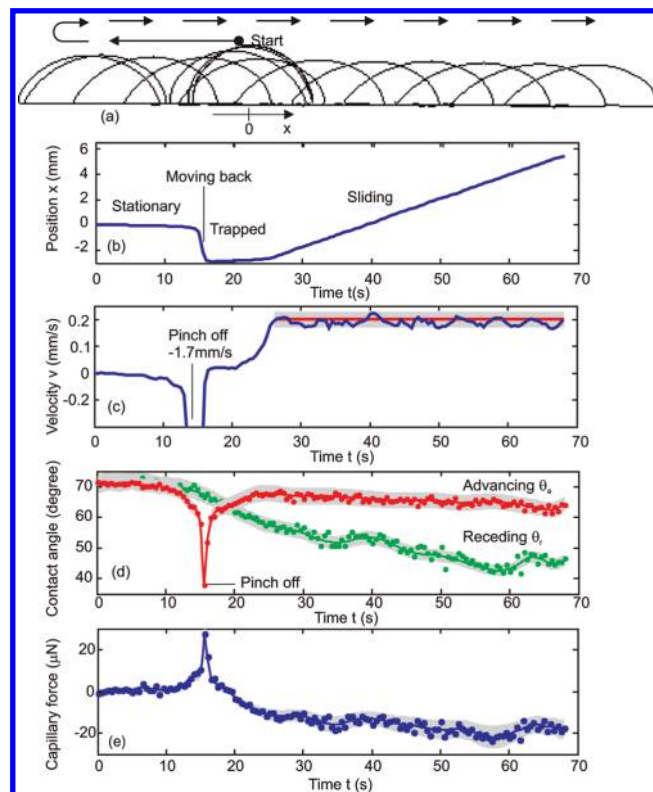 Start
(a)
0
x
Position x (mm)
6
4
2
0
-2
Moving back
Stationary
Trapped
Sliding
(b)
0 10 20 30 40 50 60 70
Time t(s)
Velocity v (mm/s)
0.2
0
-0.2
Pinch off
-1.7mm/s
(c)
0 10 20 30 40 50 60 70
Time t (s)
Contact angle (degree)
70
60
50
40
Advancing θa
Receding θr
Pinch off
(d)
0 10 20 30 40 50 60 70
Time t (s)
Capillary force (μN)
20
0
-20
(e)
0 10 20 30 40 50 60 70
Time t (s)